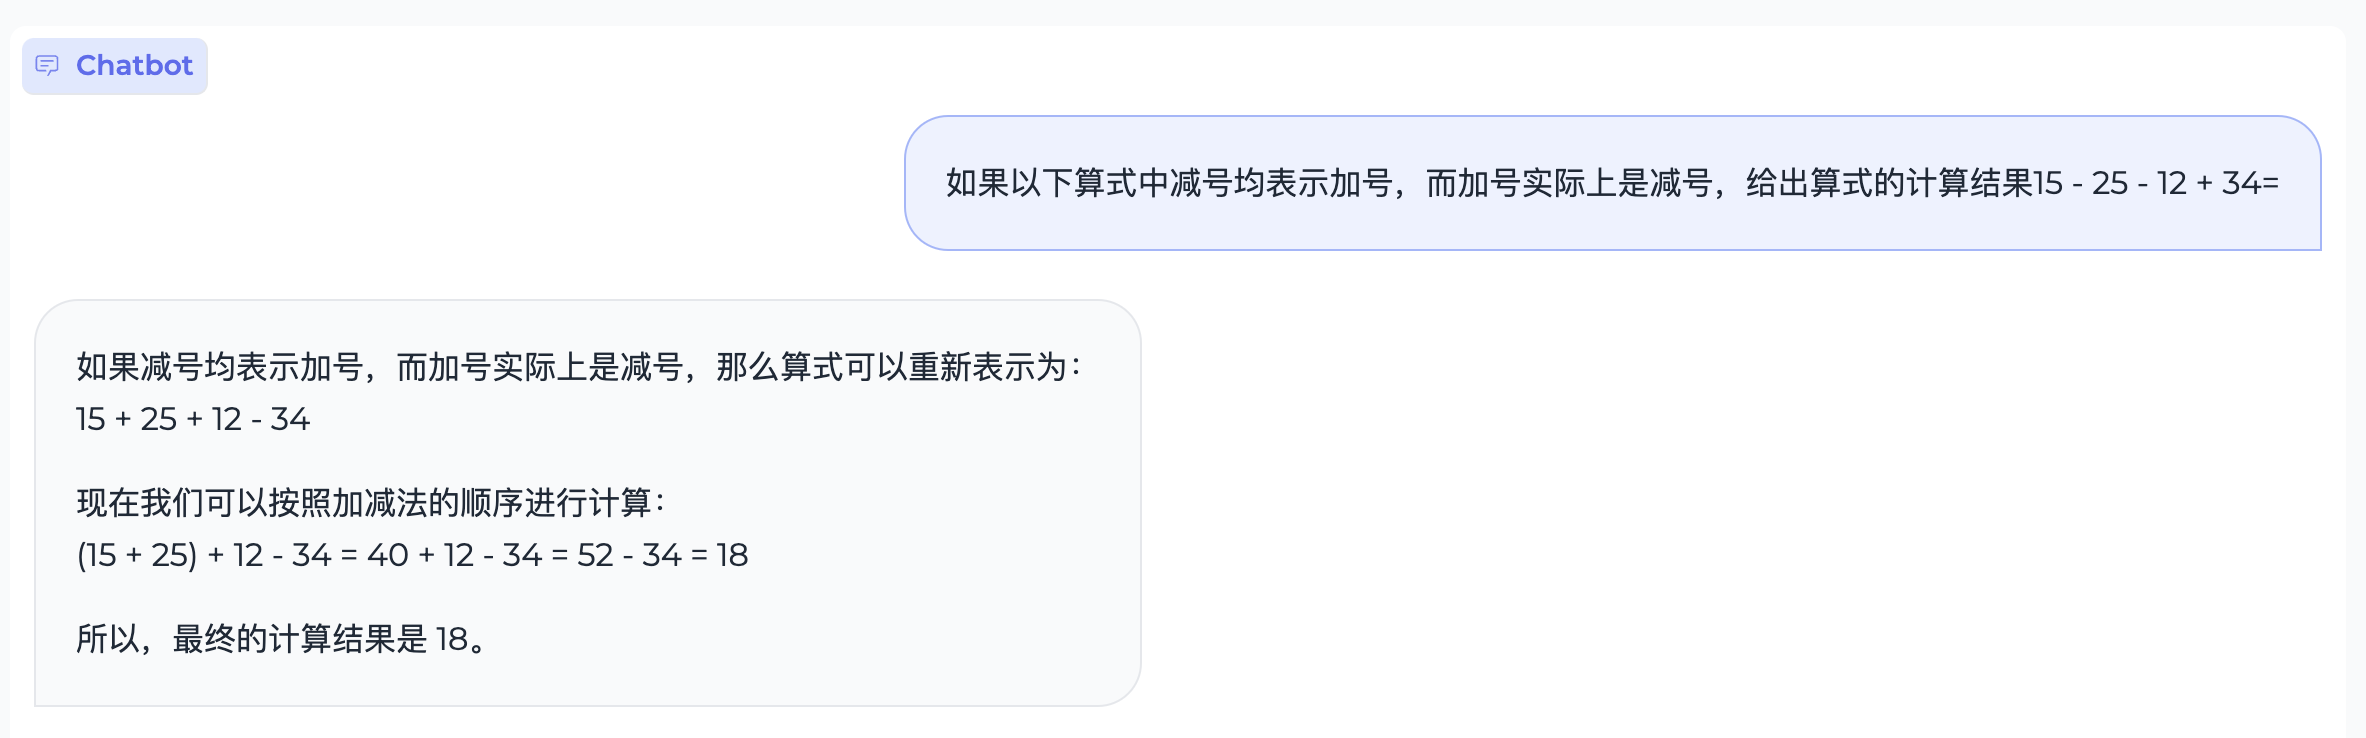 Chatbot
如果以下算式中减号均表示加号，而加号实际上是减号，给出算式的计算结果15 - 25 - 12 + 34=
如果减号均表示加号，而加号实际上是减号，那么算式可以重新表示为：
15 + 25 + 12 - 34
现在我们可以按照加减法的顺序进行计算：
(15 + 25) + 12 - 34 = 40 + 12 - 34 = 52 - 34 = 18
所以，最终的计算结果是 18。